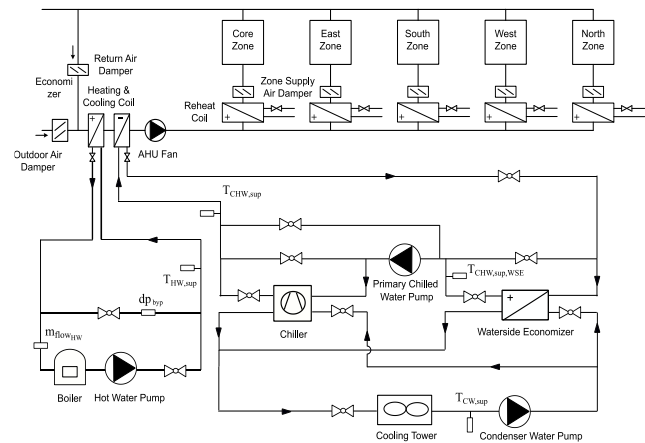 Core
Zone
East
Zone
South
Zone
West
Zone
North
Zone
Return Air
Damper
Economi
zer
Heating &
Cooling Coil
Zone Supply
Air Damper
Reheat
Coil
+
-
+
+
+
+
+
AHU Fan
Outdoor Air
Damper
T_CHW,sup
T_HW,sup
T_CHW,sup,WSE
Primary Chilled
Water Pump
+
dp_byp
Chiller
Waterside Economizer
m_flow_HW
Boiler
Hot Water Pump
T_CW,sup
Cooling Tower
Condenser Water Pump